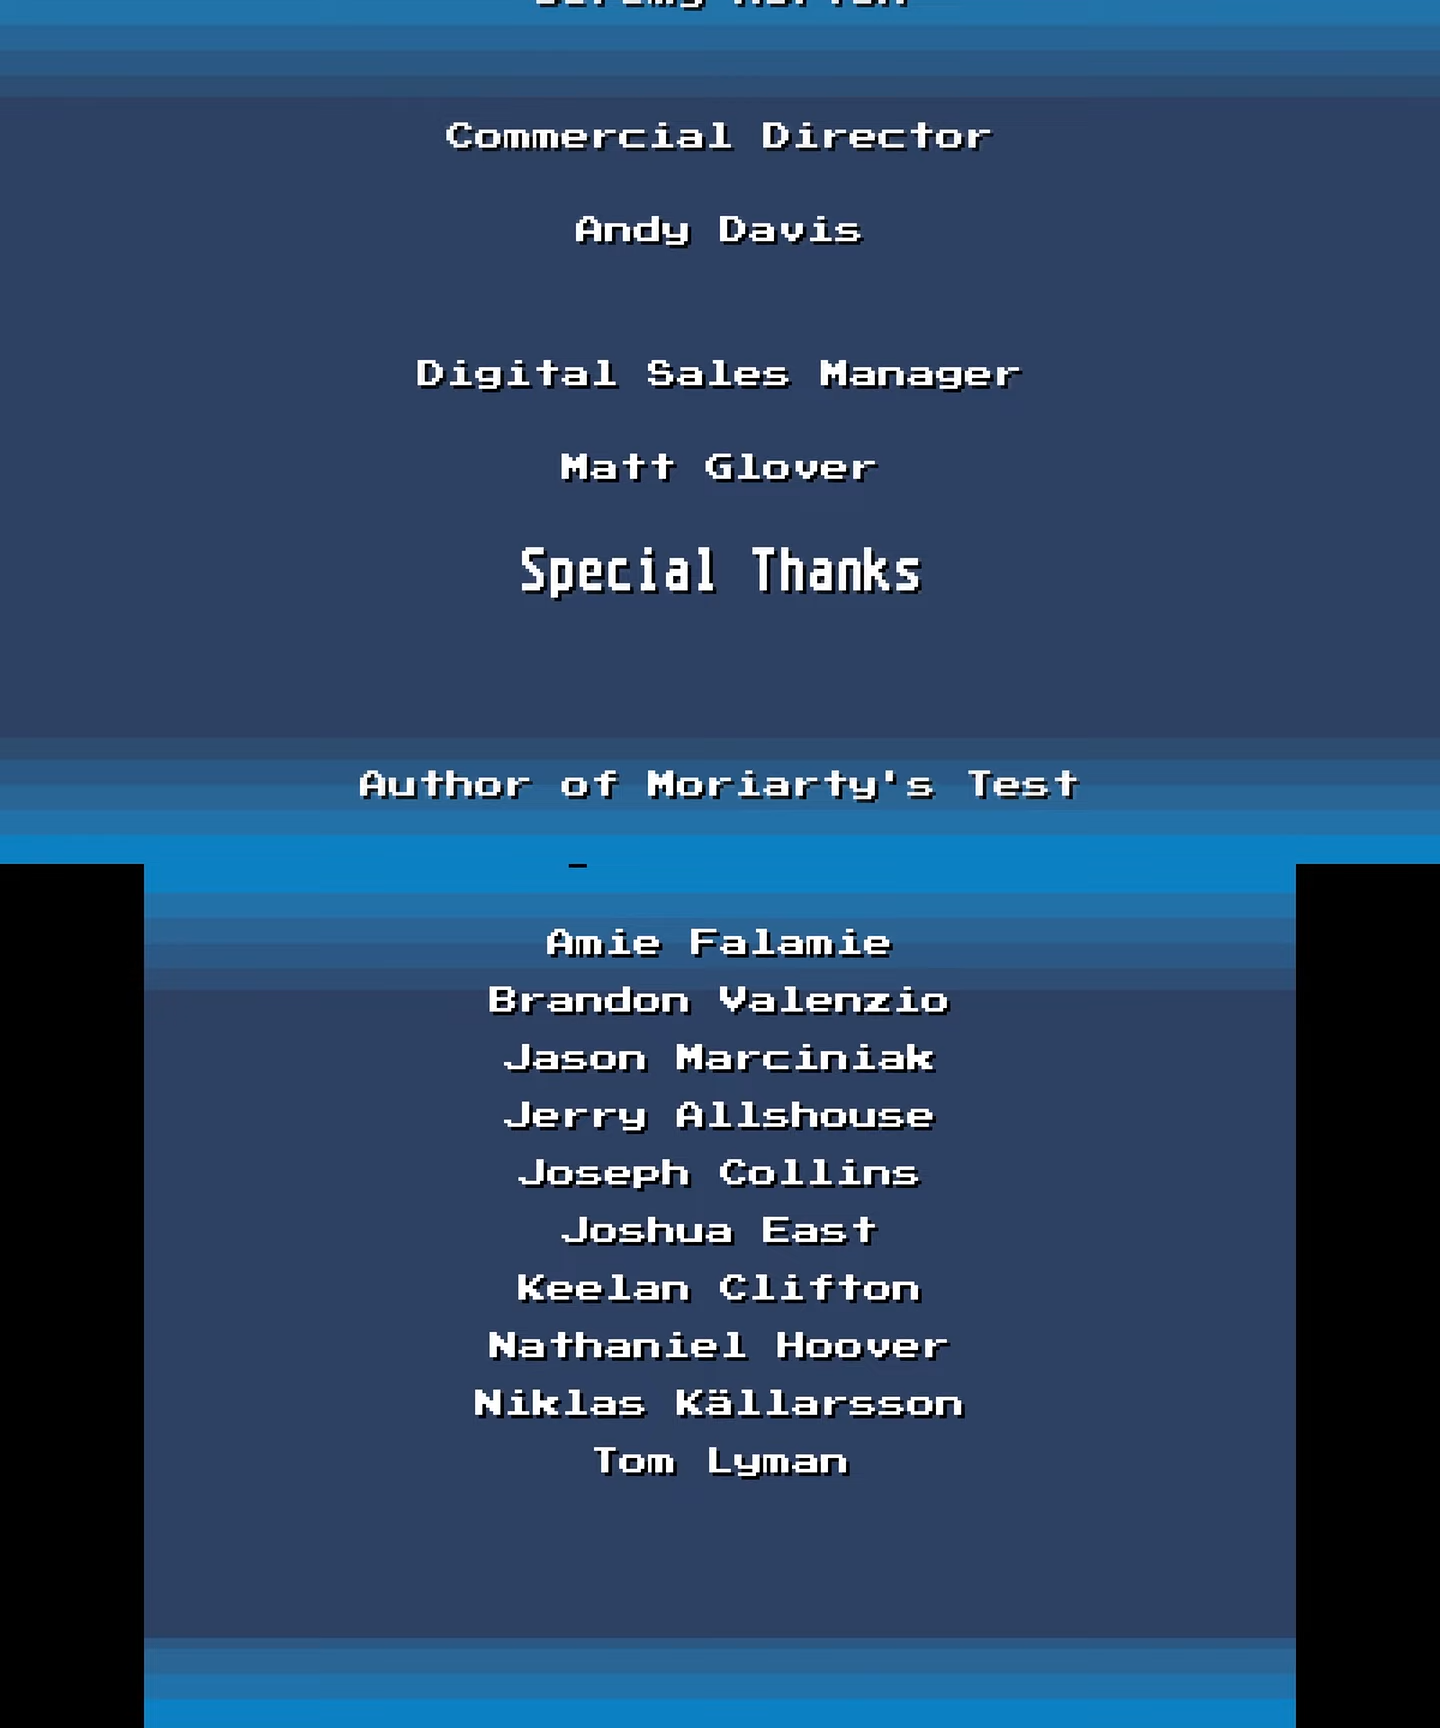 Commercial Director
Andy Davis
Digital Sales Manager
Matt Glover
Special Thanks
Author of Moriarty's Test
Amie Falamie
Brandon Valenzio
Jason Marciniak
Jerry Allshouse
Joseph Collins
Joshua East
Keelan Clifton
Nathaniel Hoover
Niklas Källarsson
Tom Lyman